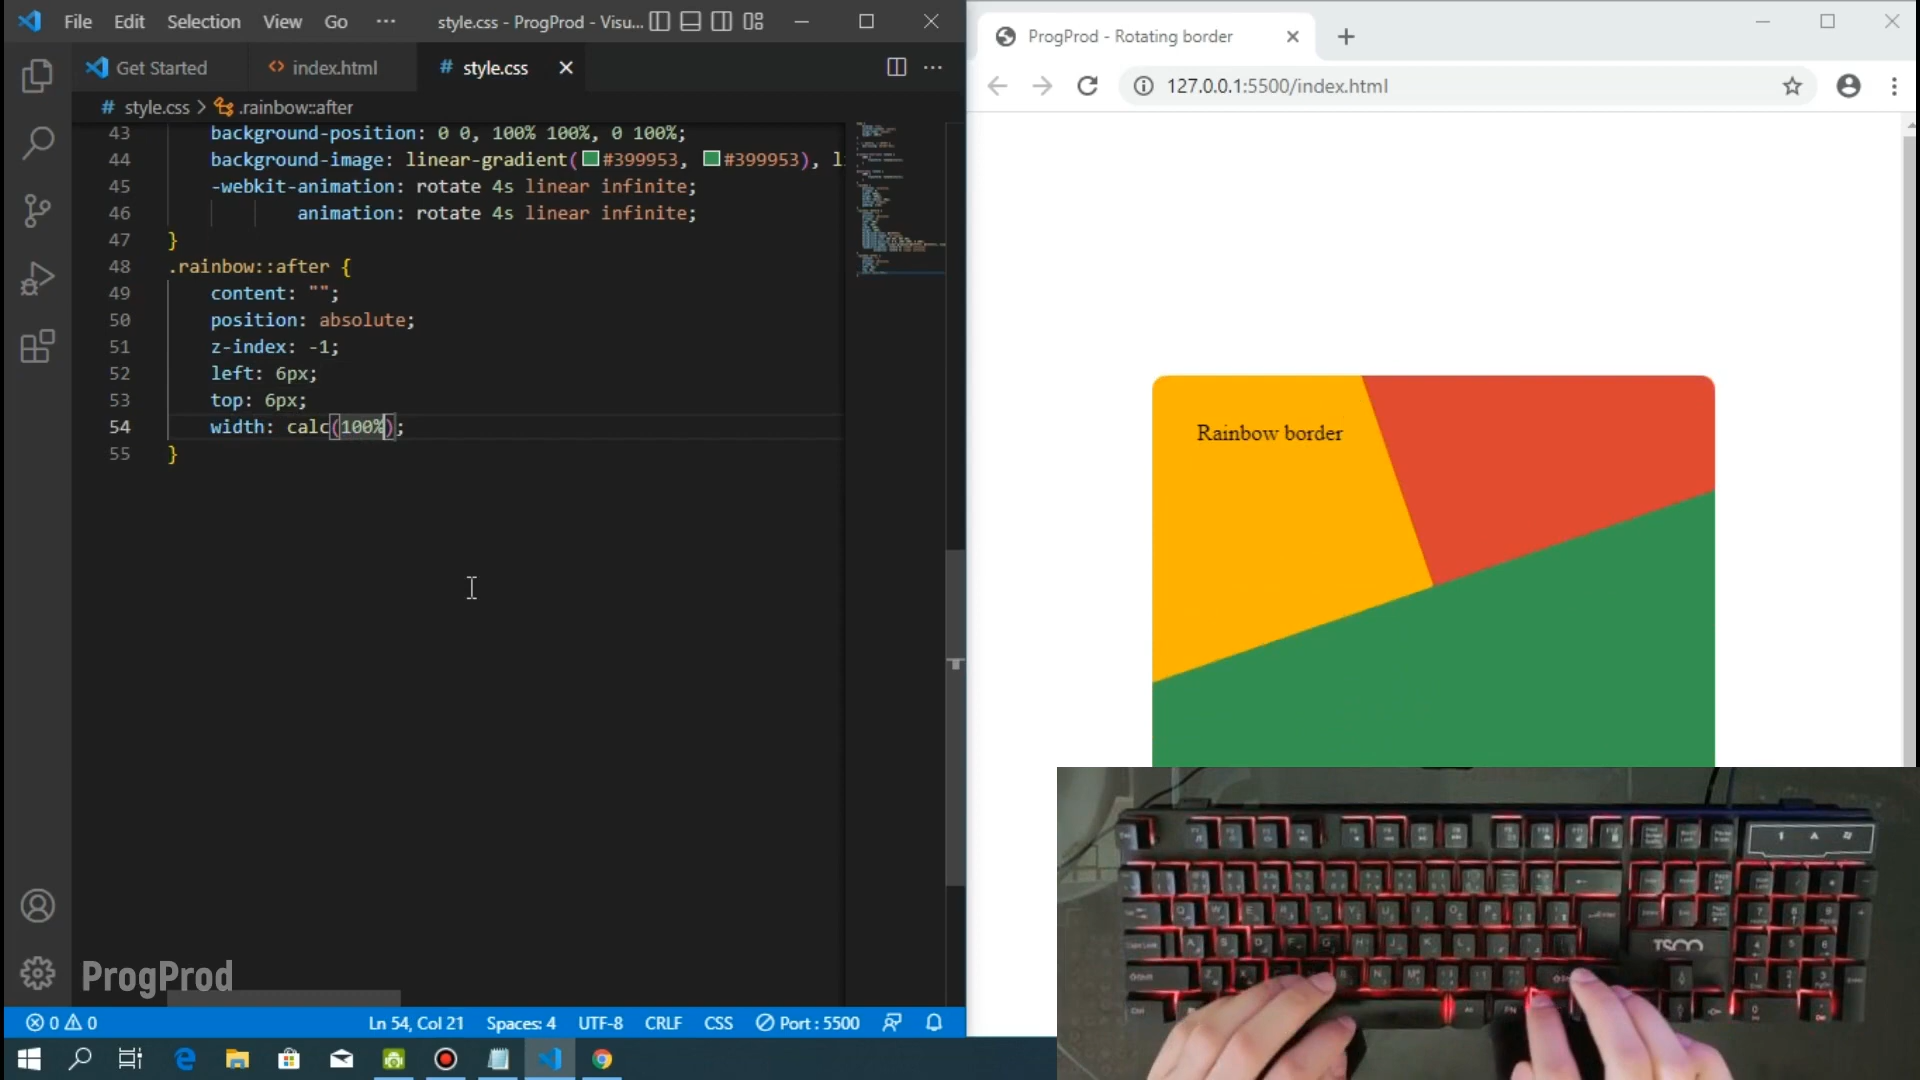 File Edit Selection View Go ··· style.css - ProgProd - Visu...
Get Started index.html # style.css
# style.css > .rainbow::after
43 background-position: 0 0, 100% 100%, 0 100%;
44 background-image: linear-gradient(#399953, #399953), l
45 -webkit-animation: rotate 4s linear infinite;
46 animation: rotate 4s linear infinite;
47 }
48 .rainbow::after {
49 content: "";
50 position: absolute;
51 z-index: -1;
52 left: 6px;
53 top: 6px;
54 width: calc(100%);
55 }
ProgProd
0 0 Ln 54, Col 21 Spaces: 4 UTF-8 CRLF CSS Port : 5500
ProgProd - Rotating border
127.0.0.1:5500/index.html
Rainbow border
TSCO